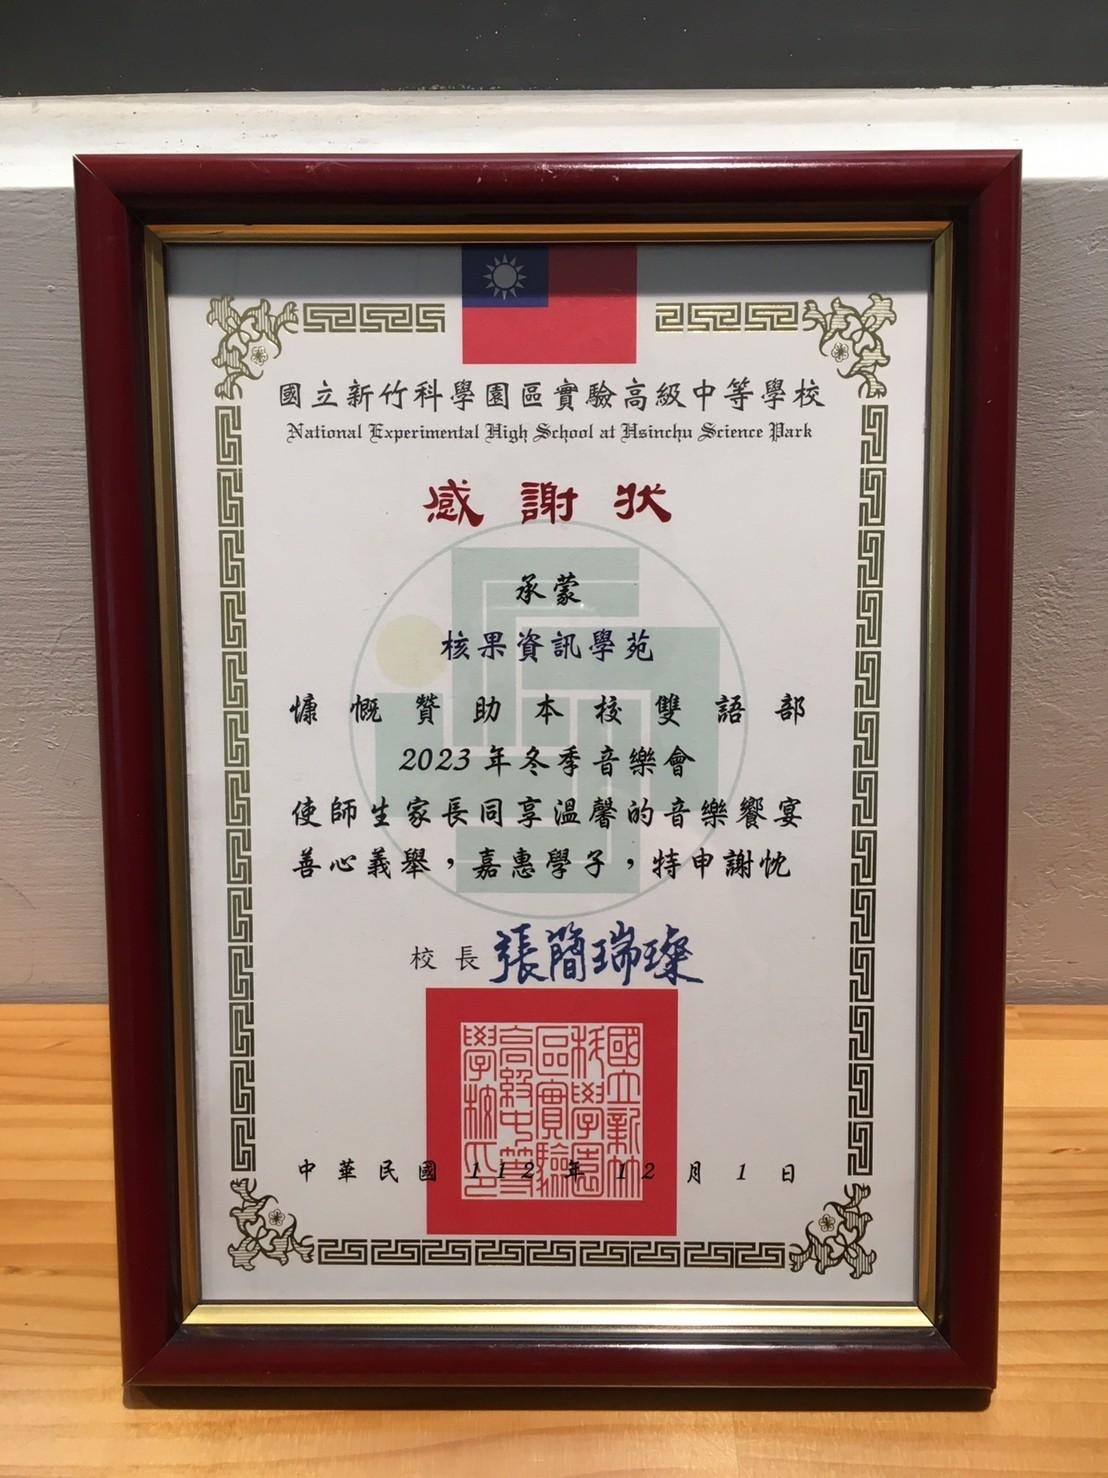 國立新竹科學園區實驗高級中等學校
National Experimental High School at Hsinchu Science Park
感謝狀
承蒙
核果資訊學苑
慷慨贊助本校雙語部
2023年冬季音樂會
使師生家長同享溫馨的音樂饗宴
善心義舉，嘉惠學子，特申謝忱
校長 張簡瑞璨
國立新竹科學園區實驗高級中等學校印
中華民國 112 年 12 月 1 日